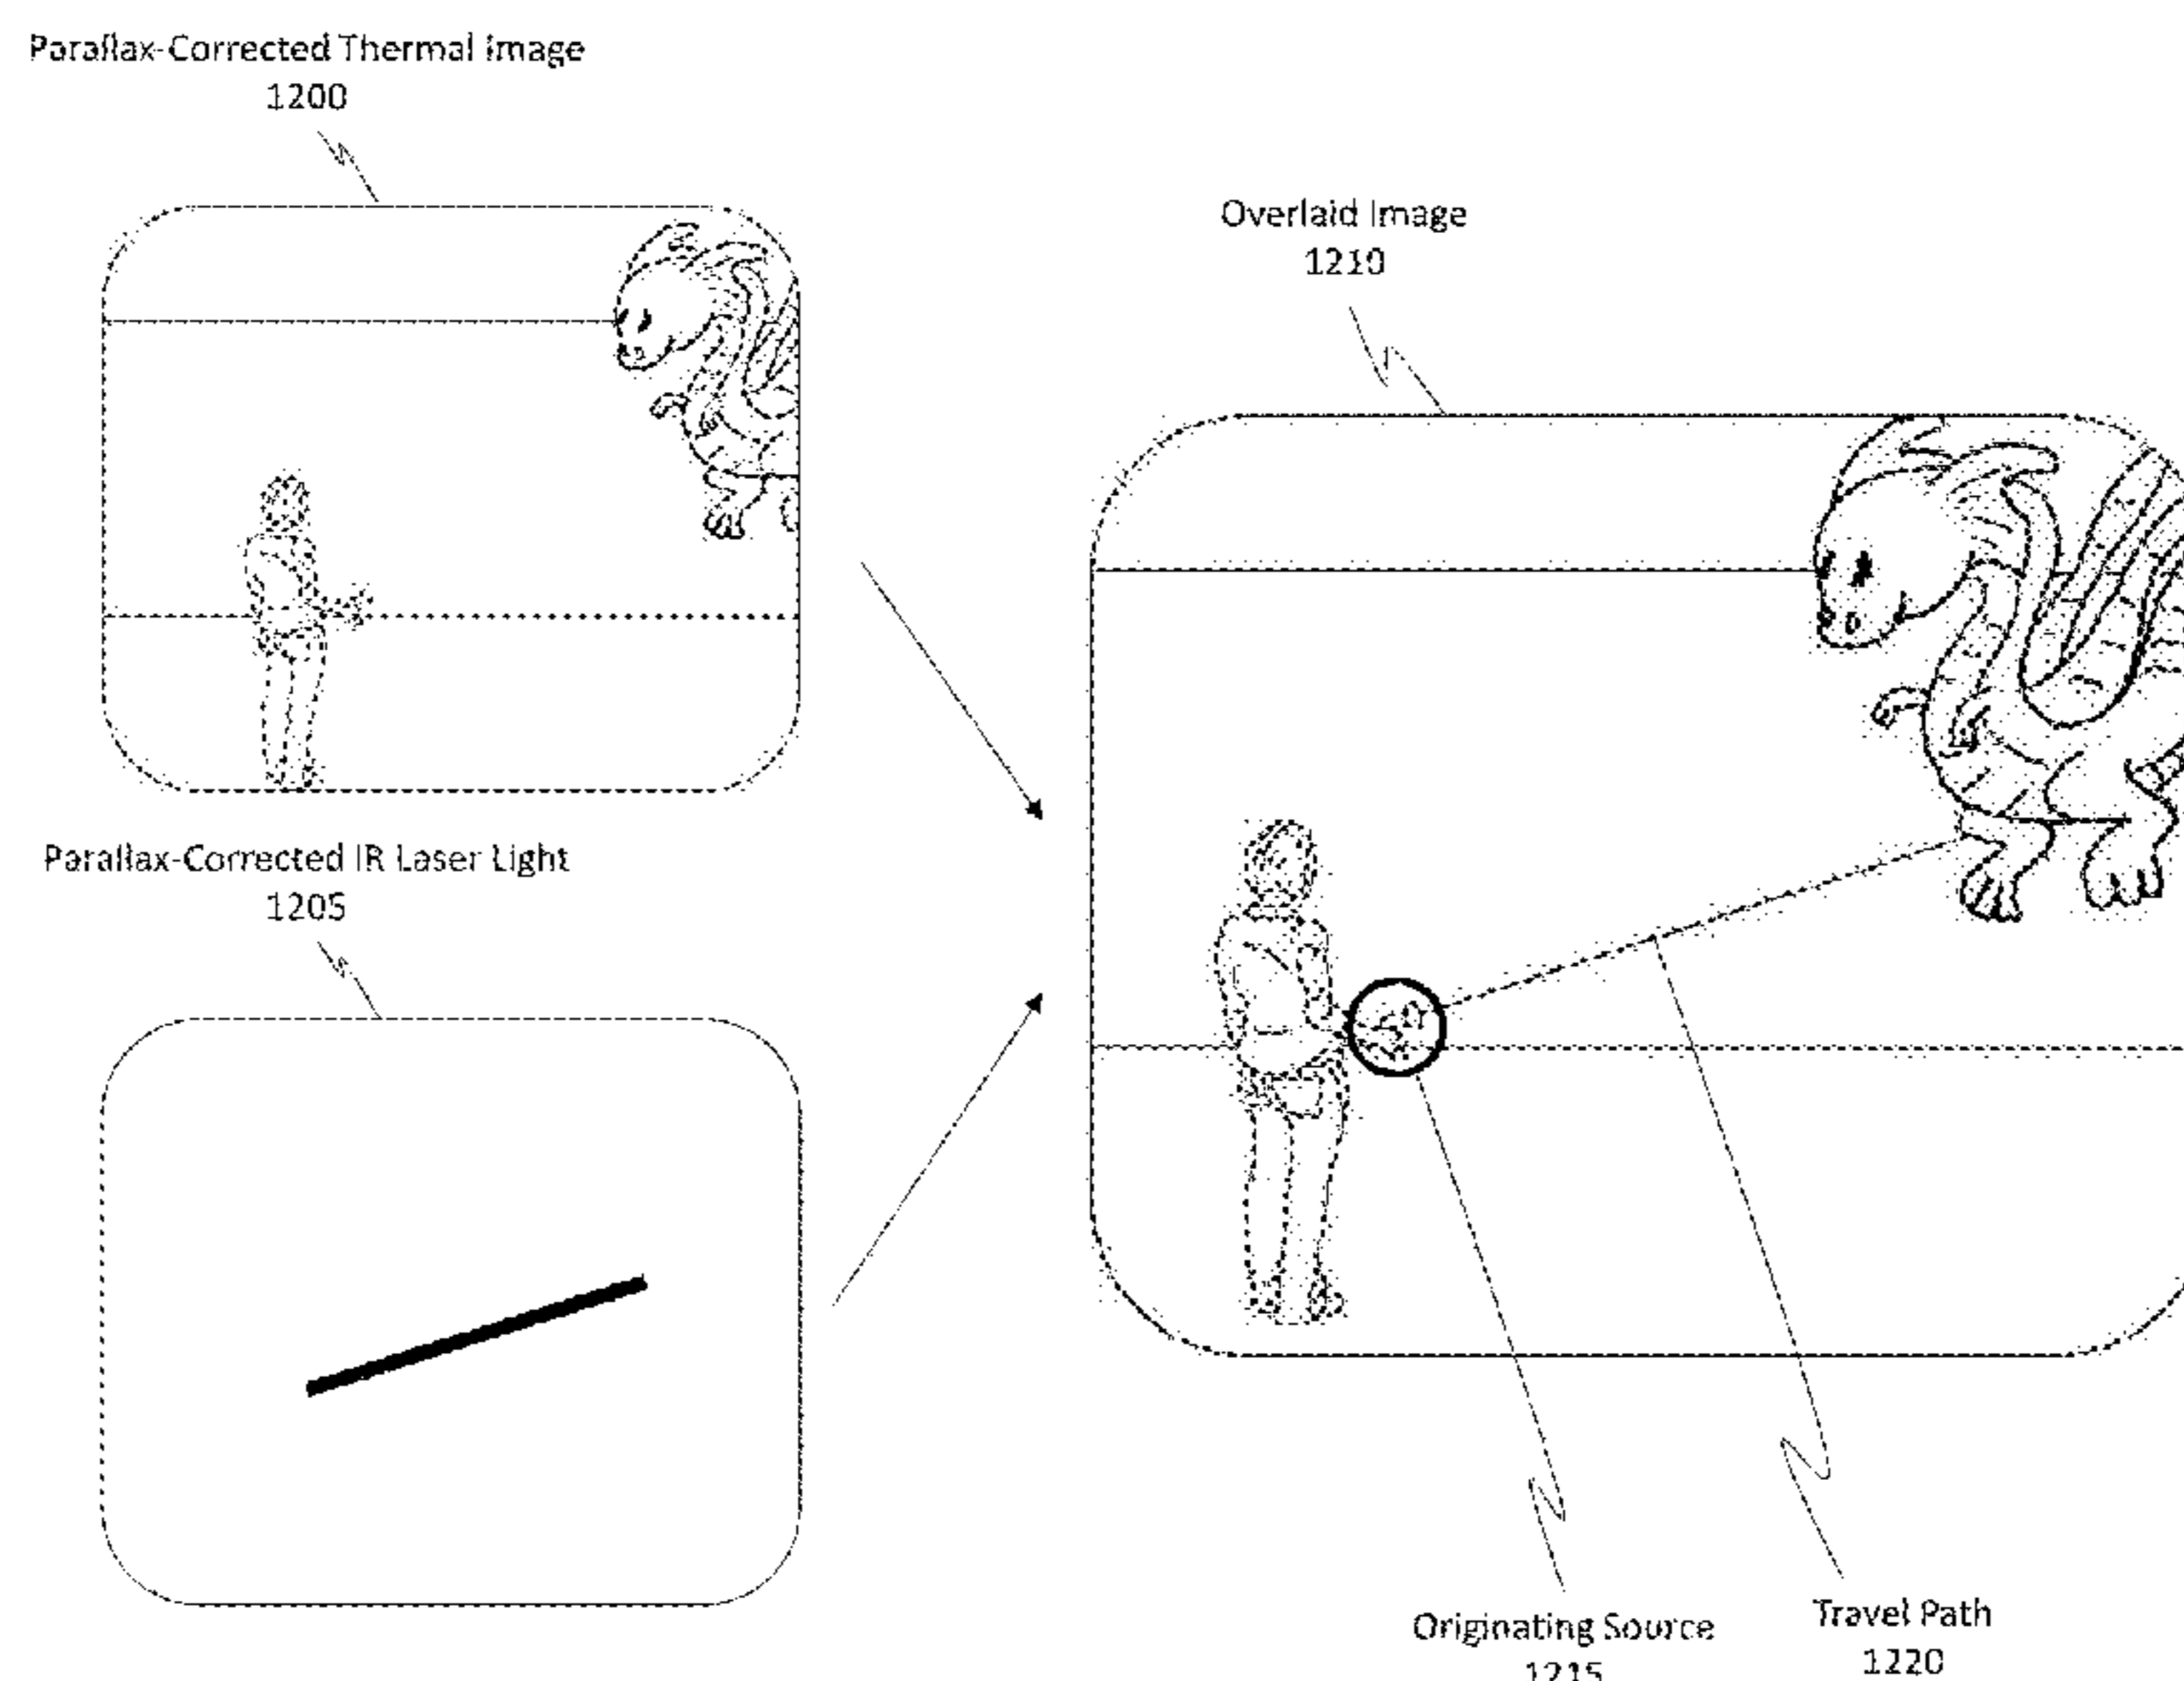 Parallax-Corrected Thermal Image
1200
Overlaid Image
1210
Parallax-Corrected IR Laser Light
1205
Originating Source
1215
Travel Path
1220